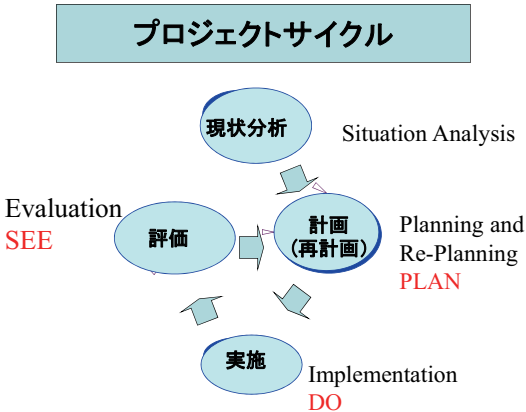 プロジェクトサイクル
現状分析
Situation Analysis
Evaluation
SEE
評価
計画
(再計画)
Planning and
Re-Planning
PLAN
実施
Implementation
DO